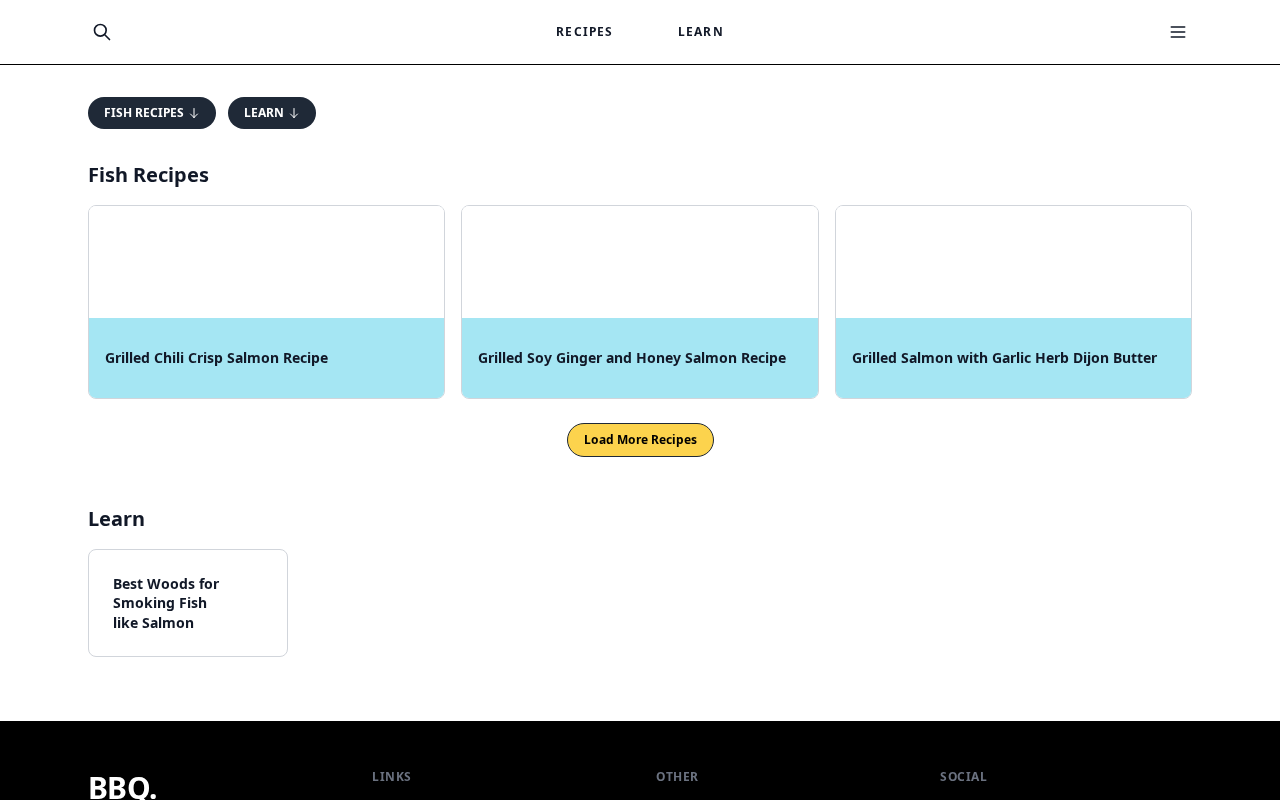 RECIPES
LEARN
FISH RECIPES ↓
LEARN ↓
Fish Recipes
Grilled Chili Crisp Salmon Recipe
Grilled Soy Ginger and Honey Salmon Recipe
Grilled Salmon with Garlic Herb Dijon Butter
Load More Recipes
Learn
Best Woods for
Smoking Fish
like Salmon
BBQ.
LINKS
OTHER
SOCIAL